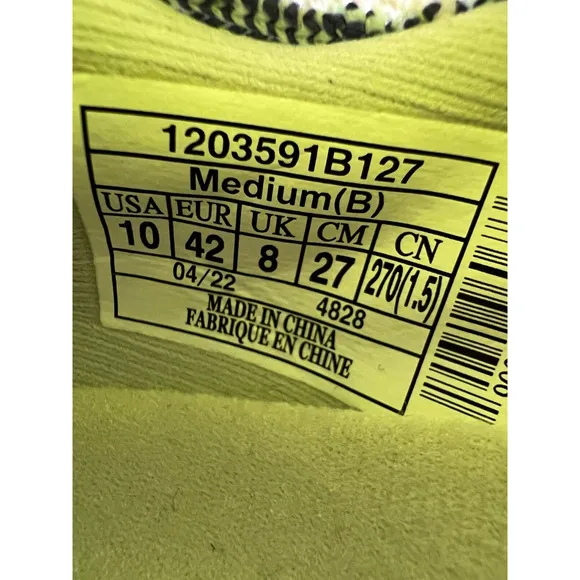 1203591B127
Medium(B)
USA EUR UK CM CN
10 42 8 27 270(1.5)
04/22 4828
MADE IN CHINA
FABRIQUE EN CHINE